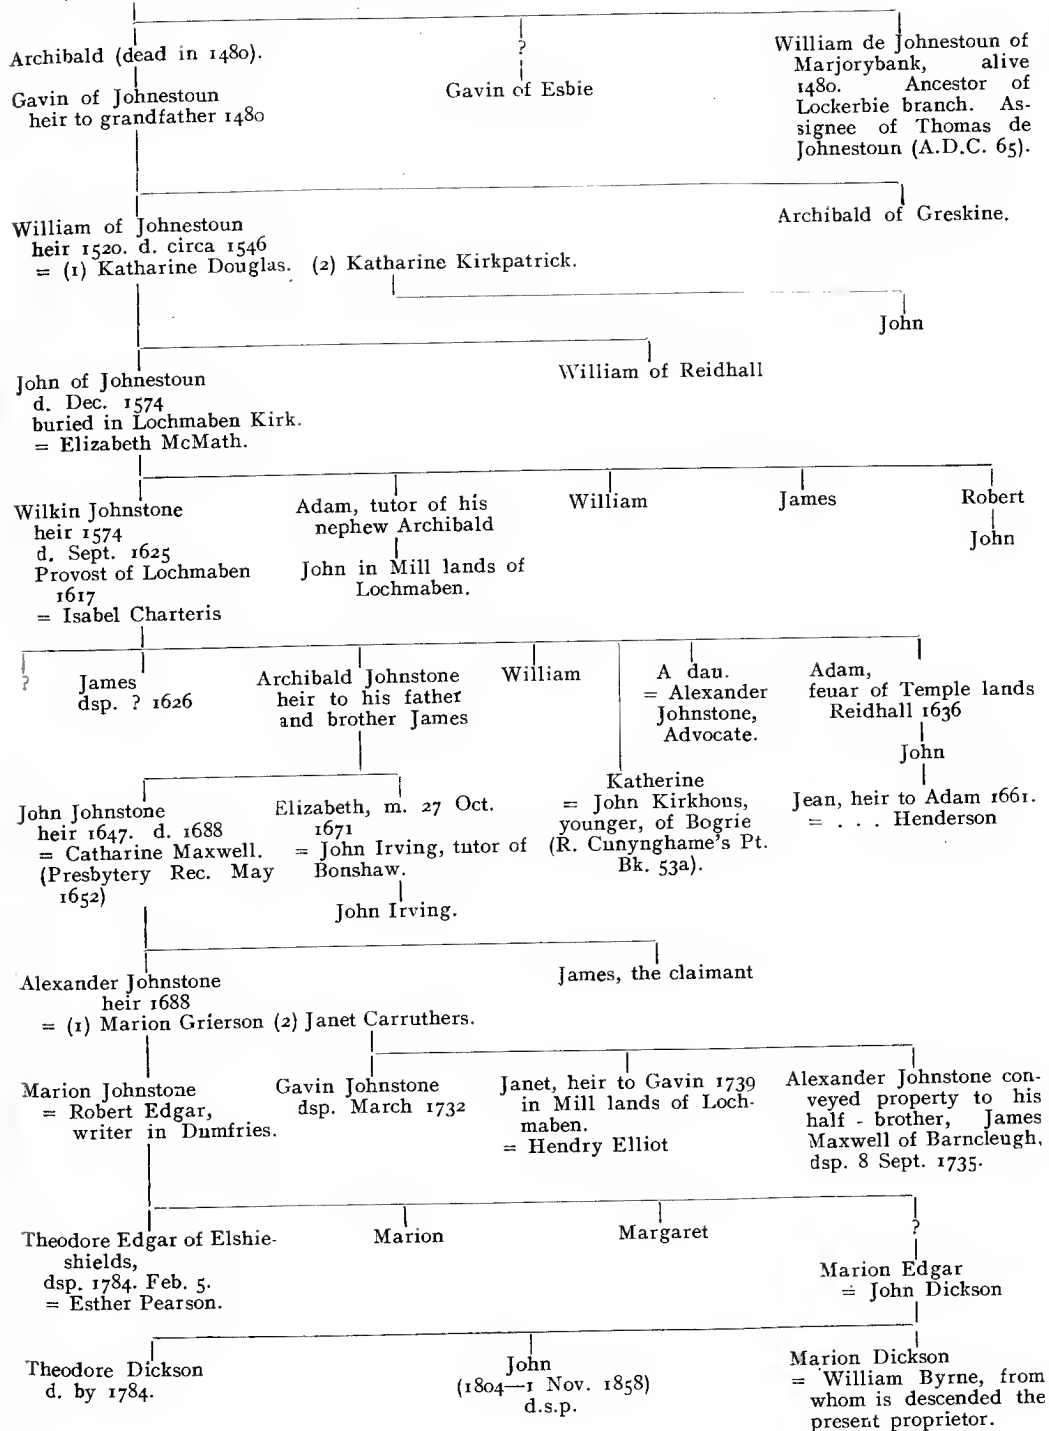 Archibald (dead in 1480).
?
Gavin of Esbie
William de Johnestoun of
Marjorybank, alive
1480. Ancestor of
Lockerbie branch. As-
signee of Thomas de
Johnestoun (A.D.C. 65).
Gavin of Johnestoun
heir to grandfather 1480
William of Johnestoun
heir 1520. d. circa 1546
= (1) Katharine Douglas. (2) Katharine Kirkpatrick.
Archibald of Greskine.
John
John of Johnestoun
d. Dec. 1574
buried in Lochmaben Kirk.
= Elizabeth McMath.
William of Reidhall
Wilkin Johnstone
heir 1574
d. Sept. 1625
Provost of Lochmaben
1617
= Isabel Charteris
Adam, tutor of his
nephew Archibald
John in Mill lands of
Lochmaben.
William
James
Robert
John
?
James
dsp. ? 1626
Archibald Johnstone
heir to his father
and brother James
William
Katherine
= John Kirkhous,
younger, of Bogrie
(R. Cunynghame's Pt.
Bk. 53a).
A dau.
= Alexander
Johnstone,
Advocate.
Adam,
feuar of Temple lands
Reidhall 1636
John
Jean, heir to Adam 1661.
= . . . Henderson
John Johnstone
heir 1647. d. 1688
= Catharine Maxwell.
(Presbytery Rec. May
1652)
Elizabeth, m. 27 Oct.
1671
= John Irving, tutor of
Bonshaw.
John Irving.
Alexander Johnstone
heir 1688
= (1) Marion Grierson (2) Janet Carruthers.
James, the claimant
Marion Johnstone
= Robert Edgar,
writer in Dumfries.
Gavin Johnstone
dsp. March 1732
Janet, heir to Gavin 1739
in Mill lands of Loch-
maben.
= Hendry Elliot
Alexander Johnstone con-
veyed property to his
half - brother, James
Maxwell of Barncleugh,
dsp. 8 Sept. 1735.
Theodore Edgar of Elshie-
shields,
dsp. 1784. Feb. 5.
= Esther Pearson.
Marion
Margaret
?
Marion Edgar
= John Dickson
Theodore Dickson
d. by 1784.
John
(1804—1 Nov. 1858)
d.s.p.
Marion Dickson
= William Byrne, from
whom is descended the
present proprietor.